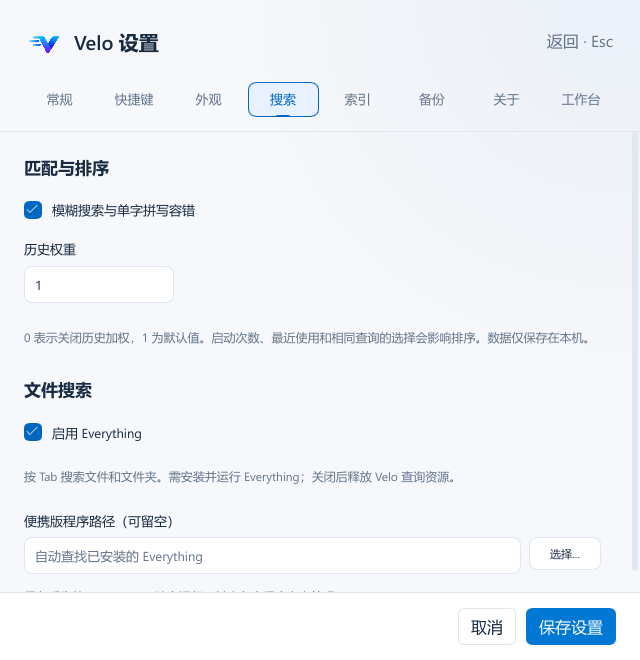 Velo 设置
返回 · Esc
常规 快捷键 外观 搜索 索引 备份 关于 工作台
匹配与排序
模糊搜索与单字拼写容错
历史权重
1
0 表示关闭历史加权，1 为默认值。启动次数、最近使用和相同查询的选择会影响排序。数据仅保存在本机。
文件搜索
启用 Everything
按 Tab 搜索文件和文件夹。需安装并运行 Everything；关闭后释放 Velo 查询资源。
便携版程序路径（可留空）
自动查找已安装的 Everything
选择...
取消
保存设置